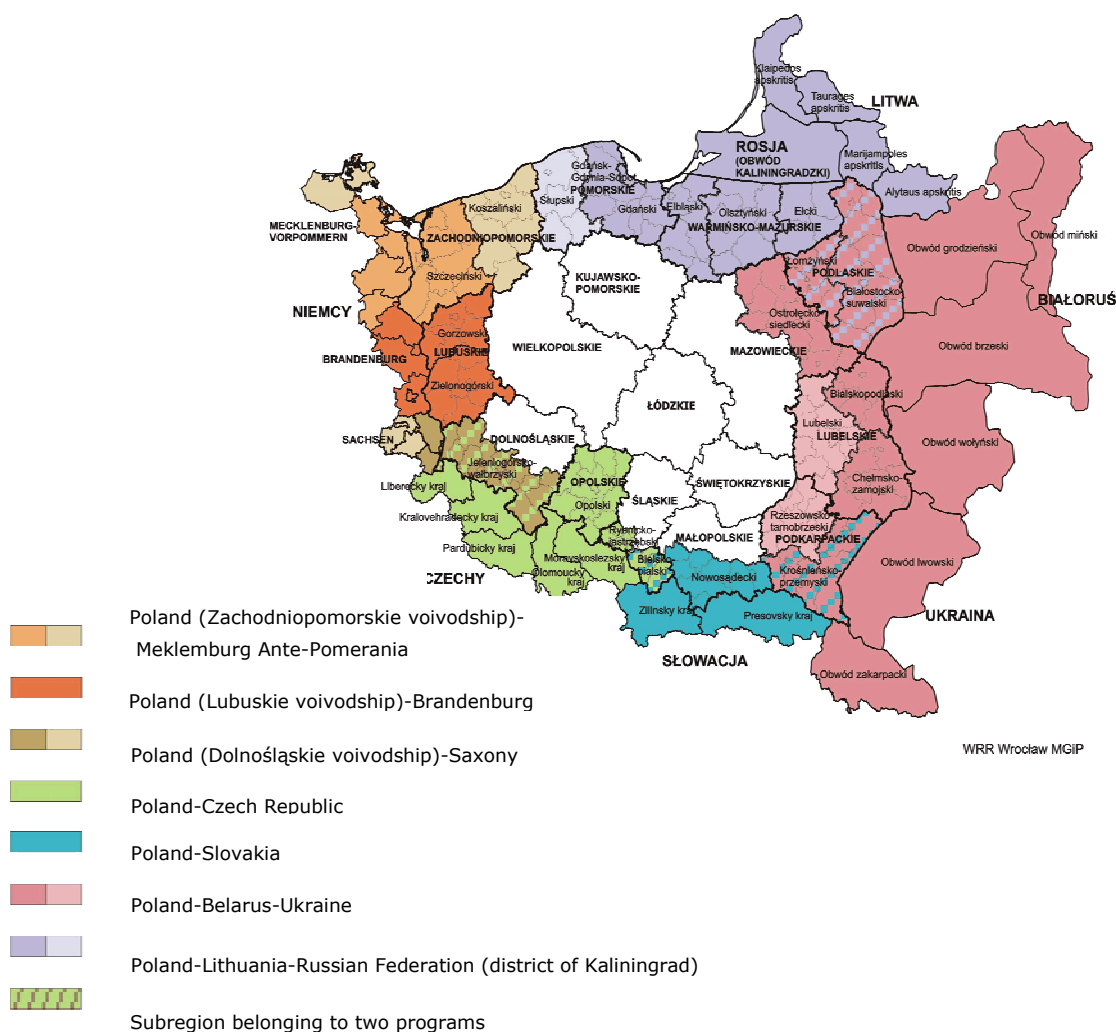 Klaipedos
apskritis
Taurages
apskritis
LITWA
ROSJA
(OBWÓD
KALININGRADZKI)
Marijampoles
apskritis
Alytaus apskritis
Gdańsk-
Gdynia-Sopot
POMORSKIE
Słupski
Gdański
Elbląski
Olsztyński
Ełcki
WARMIŃSKO-MAZURSKIE
Koszaliński
MECKLENBURG-
VORPOMMERN
ZACHODNIOPOMORSKIE
Szczeciński
Obwód grodzieński
Obwód miński
Łomżyński
PODLASKIE
Białostocko-
suwalski
KUJAWSKO-
POMORSKIE
BIAŁORUŚ
NIEMCY
Ostrołęcko-
siedlecki
Gorzowski
LUBUSKIE
BRANDENBURG
WIELKOPOLSKIE
MAZOWIECKIE
Obwód brzeski
Zielonogórski
Bialskopodlaski
ŁÓDZKIE
Lubelski
LUBELSKIE
SACHSEN
DOLNOŚLĄSKIE
Obwód wołyński
Jeleniogórsko-
wałbrzyski
Liberecky kraj
OPOLSKIE
Opolski
ŚWIĘTOKRZYSKIE
ŚLĄSKIE
Chełmsko-
zamojski
Kralovehradecky kraj
Rzeszowsko-
tarnobrzeski
Rybnicko-
jastrzębski
MAŁOPOLSKIE
PODKARPACKIE
Pardubicky kraj
Moravskoslezsky
kraj
Olomoucky
kraj
Bielsko-
bialski
Obwód lwowski
CZECHY
Nowosądecki
Krośnieńsko-
przemyski
Zilinsky kraj
Presovsky kraj
UKRAINA
SŁOWACJA
Obwód zakarpacki
WRR Wrocław MGiP
Poland (Zachodniopomorskie voivodship)-
Meklemburg Ante-Pomerania
Poland (Lubuskie voivodship)-Brandenburg
Poland (Dolnośląskie voivodship)-Saxony
Poland-Czech Republic
Poland-Slovakia
Poland-Belarus-Ukraine
Poland-Lithuania-Russian Federation (district of Kaliningrad)
Subregion belonging to two programs